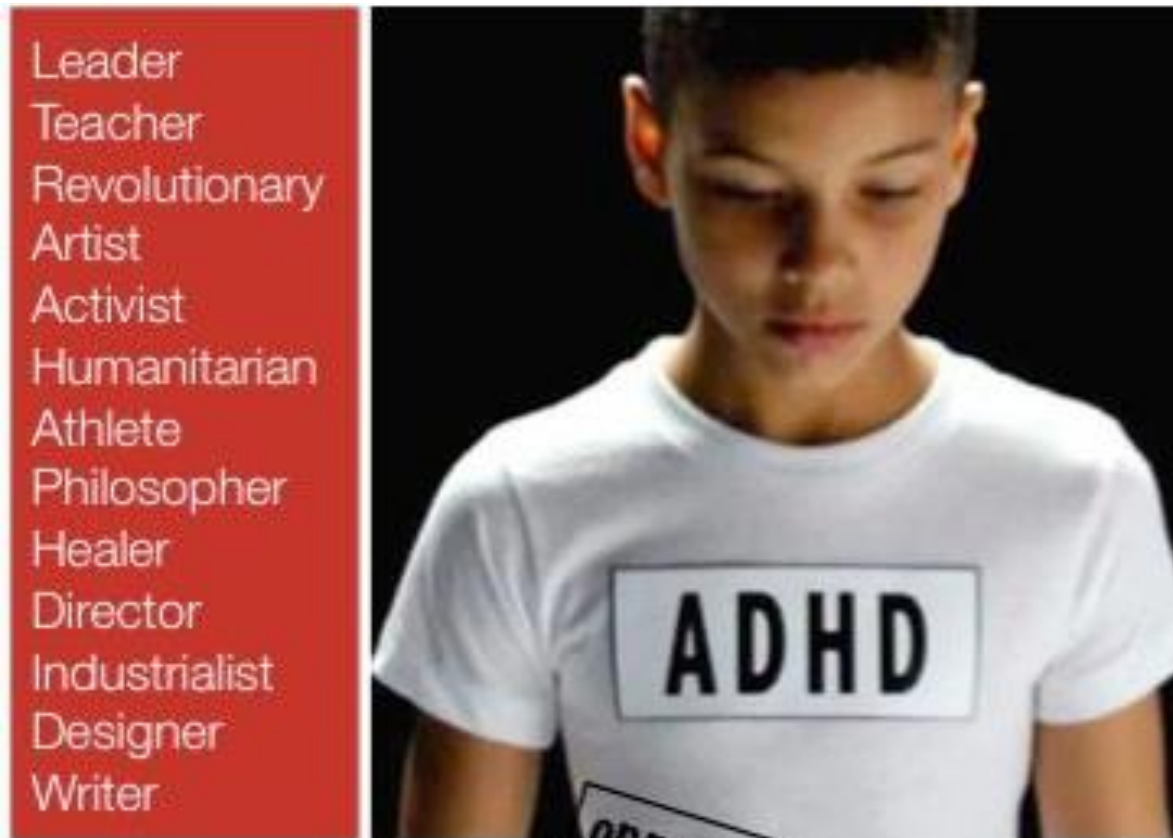 Leader
Teacher
Revolutionary
Artist
Activist
Humanitarian
Athlete
Philosopher
Healer
Director
Industrialist
Designer
Writer
ADHD